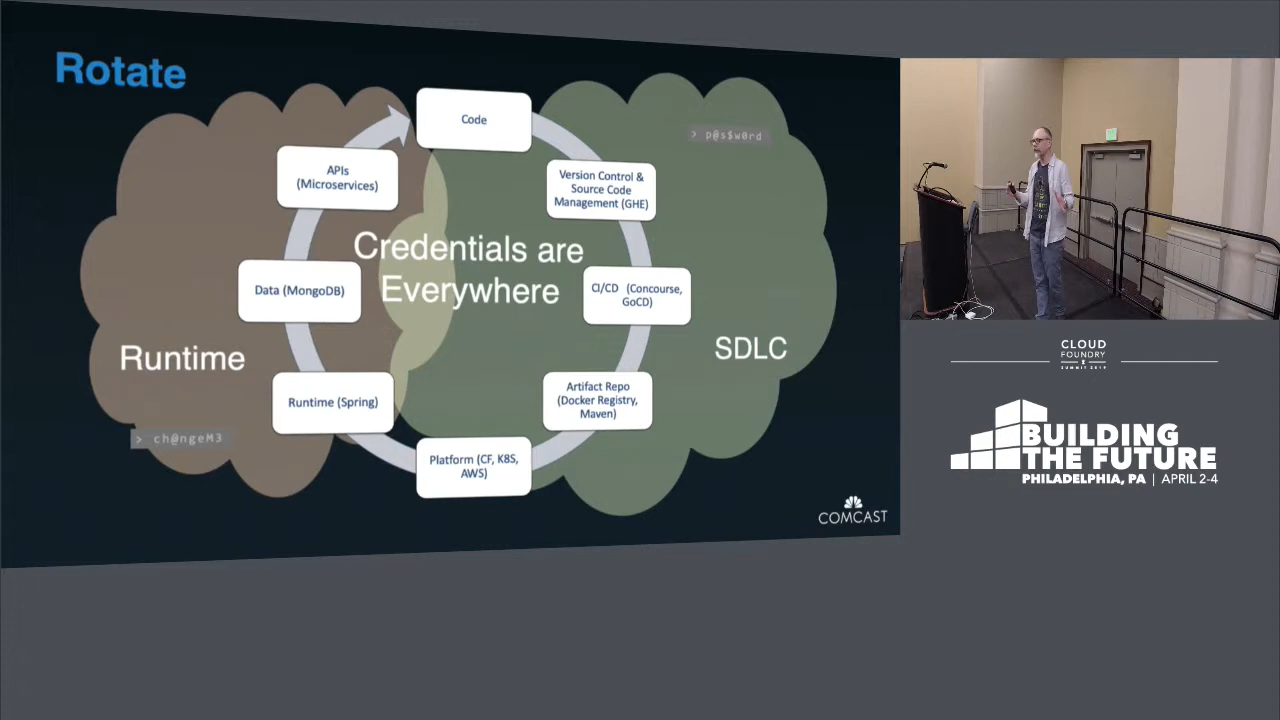 Rotate
Code
> p@s$w0rd
APIs
(Microservices)
Version Control &
Source Code
Management (GHE)
Credentials are
Everywhere
Data (MongoDB)
CI/CD (Concourse,
GoCD)
Runtime
SDLC
Runtime (Spring)
Artifact Repo
(Docker Registry,
Maven)
> ch@ngeM3
Platform (CF, K8S,
AWS)
COMCAST
CLOUD
FOUNDRY
SUMMIT 2019
BUILDING
THE FUTURE
PHILADELPHIA, PA | APRIL 2-4